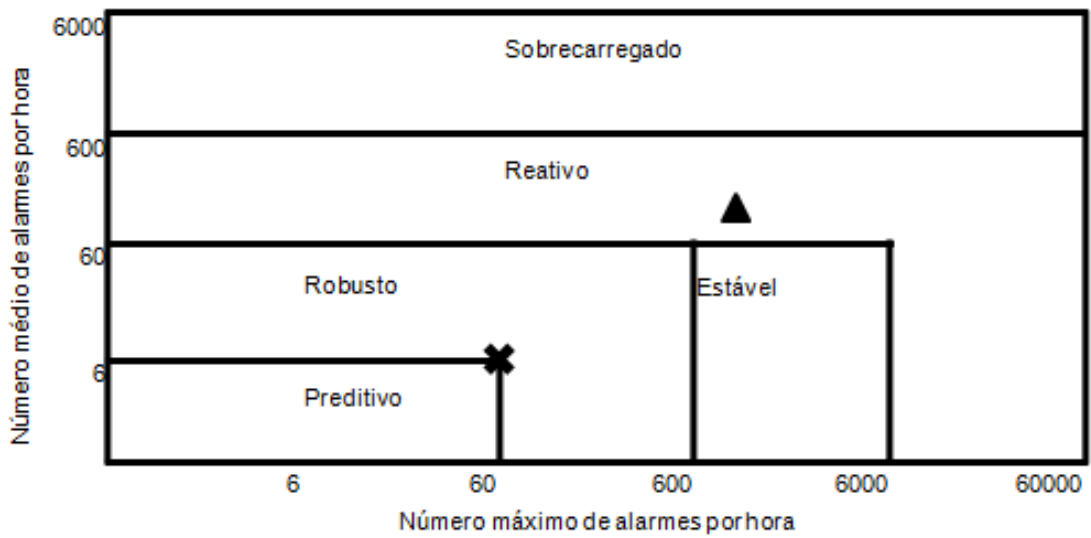 6000
Sobrecarregado
600
Reativo
60
Robusto
Estável
6
Preditivo
6 60 600 6000 60000
Número máximo de alarmes por hora
Número médio de alarmes por hora